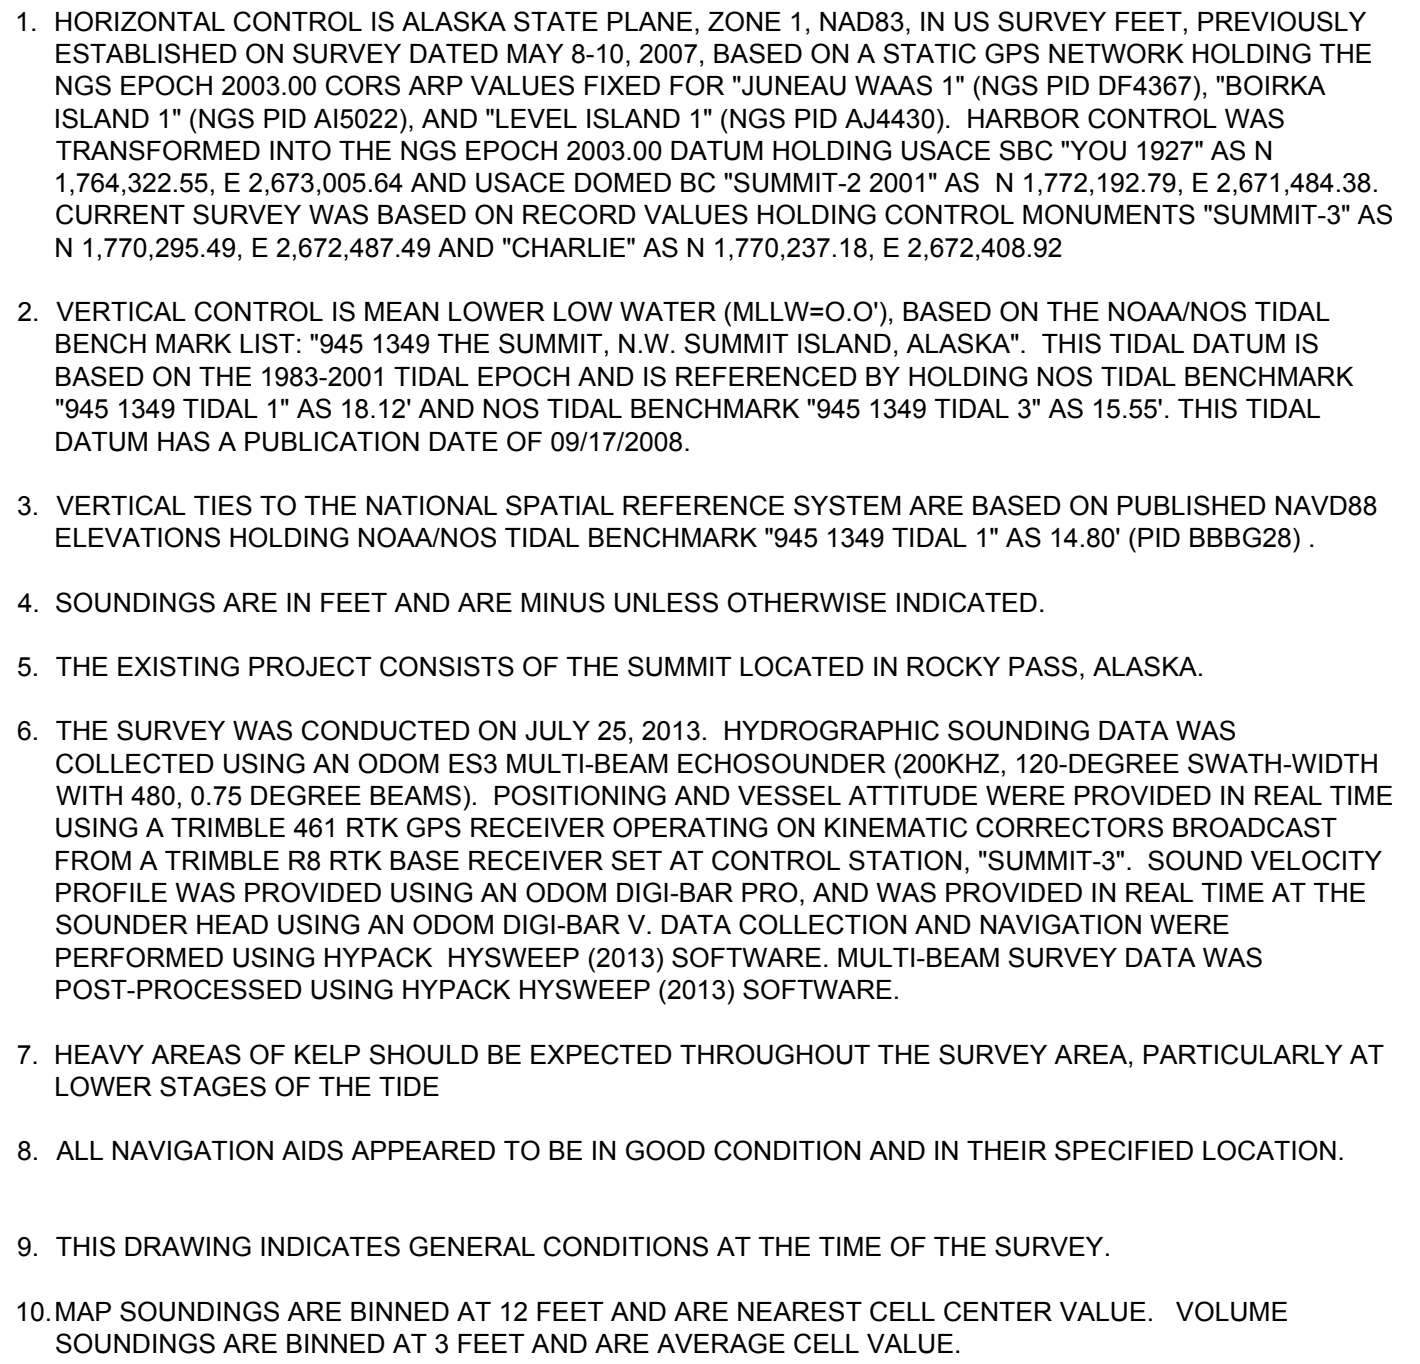 1. HORIZONTAL CONTROL IS ALASKA STATE PLANE, ZONE 1, NAD83, IN US SURVEY FEET, PREVIOUSLY
ESTABLISHED ON SURVEY DATED MAY 8-10, 2007, BASED ON A STATIC GPS NETWORK HOLDING THE
NGS EPOCH 2003.00 CORS ARP VALUES FIXED FOR "JUNEAU WAAS 1" (NGS PID DF4367), "BOIRKA
ISLAND 1" (NGS PID AI5022), AND "LEVEL ISLAND 1" (NGS PID AJ4430). HARBOR CONTROL WAS
TRANSFORMED INTO THE NGS EPOCH 2003.00 DATUM HOLDING USACE SBC "YOU 1927" AS N
1,764,322.55, E 2,673,005.64 AND USACE DOMED BC "SUMMIT-2 2001" AS N 1,772,192.79, E 2,671,484.38.
CURRENT SURVEY WAS BASED ON RECORD VALUES HOLDING CONTROL MONUMENTS "SUMMIT-3" AS
N 1,770,295.49, E 2,672,487.49 AND "CHARLIE" AS N 1,770,237.18, E 2,672,408.92
2. VERTICAL CONTROL IS MEAN LOWER LOW WATER (MLLW=O.O'), BASED ON THE NOAA/NOS TIDAL
BENCH MARK LIST: "945 1349 THE SUMMIT, N.W. SUMMIT ISLAND, ALASKA". THIS TIDAL DATUM IS
BASED ON THE 1983-2001 TIDAL EPOCH AND IS REFERENCED BY HOLDING NOS TIDAL BENCHMARK
"945 1349 TIDAL 1" AS 18.12' AND NOS TIDAL BENCHMARK "945 1349 TIDAL 3" AS 15.55'. THIS TIDAL
DATUM HAS A PUBLICATION DATE OF 09/17/2008.
3. VERTICAL TIES TO THE NATIONAL SPATIAL REFERENCE SYSTEM ARE BASED ON PUBLISHED NAVD88
ELEVATIONS HOLDING NOAA/NOS TIDAL BENCHMARK "945 1349 TIDAL 1" AS 14.80' (PID BBBG28) .
4. SOUNDINGS ARE IN FEET AND ARE MINUS UNLESS OTHERWISE INDICATED.
5. THE EXISTING PROJECT CONSISTS OF THE SUMMIT LOCATED IN ROCKY PASS, ALASKA.
6. THE SURVEY WAS CONDUCTED ON JULY 25, 2013. HYDROGRAPHIC SOUNDING DATA WAS
COLLECTED USING AN ODOM ES3 MULTI-BEAM ECHOSOUNDER (200KHZ, 120-DEGREE SWATH-WIDTH
WITH 480, 0.75 DEGREE BEAMS). POSITIONING AND VESSEL ATTITUDE WERE PROVIDED IN REAL TIME
USING A TRIMBLE 461 RTK GPS RECEIVER OPERATING ON KINEMATIC CORRECTORS BROADCAST
FROM A TRIMBLE R8 RTK BASE RECEIVER SET AT CONTROL STATION, "SUMMIT-3". SOUND VELOCITY
PROFILE WAS PROVIDED USING AN ODOM DIGI-BAR PRO, AND WAS PROVIDED IN REAL TIME AT THE
SOUNDER HEAD USING AN ODOM DIGI-BAR V. DATA COLLECTION AND NAVIGATION WERE
PERFORMED USING HYPACK HYSWEEP (2013) SOFTWARE. MULTI-BEAM SURVEY DATA WAS
POST-PROCESSED USING HYPACK HYSWEEP (2013) SOFTWARE.
7. HEAVY AREAS OF KELP SHOULD BE EXPECTED THROUGHOUT THE SURVEY AREA, PARTICULARLY AT
LOWER STAGES OF THE TIDE
8. ALL NAVIGATION AIDS APPEARED TO BE IN GOOD CONDITION AND IN THEIR SPECIFIED LOCATION.
9. THIS DRAWING INDICATES GENERAL CONDITIONS AT THE TIME OF THE SURVEY.
10. MAP SOUNDINGS ARE BINNED AT 12 FEET AND ARE NEAREST CELL CENTER VALUE. VOLUME
SOUNDINGS ARE BINNED AT 3 FEET AND ARE AVERAGE CELL VALUE.